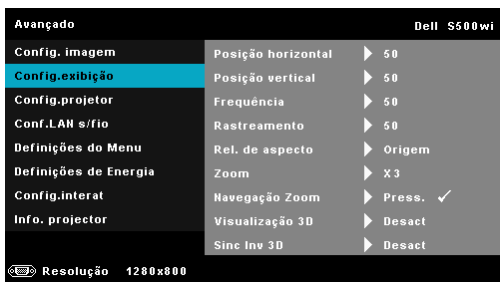 Avançado Dell S500wi
Config. imagem
Config.exibição
Config.projetor
Conf.LAN s/fio
Definições do Menu
Definições de Energia
Config.interat
Info. projector
Posição horizontal 50
Posição vertical 50
Frequéncia 50
Rastreamento 50
Rel. de aspecto Origem
Zoom X3
Navegação Zoom Press. ✓
Visualização 3D Desact
Sinc Inv 3D Desact
Resolução 1280x800